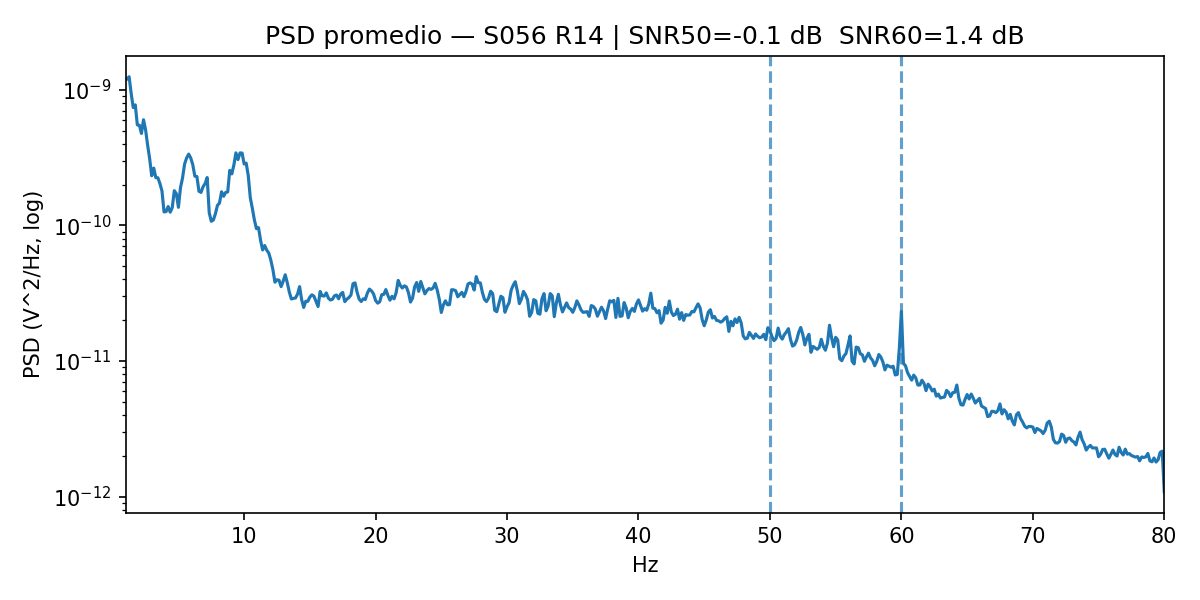 PSD promedio — S056 R14 | SNR50=-0.1 dB  SNR60=1.4 dB
PSD (V^2/Hz, log)
10⁻⁹
10⁻¹⁰
10⁻¹¹
10⁻¹²
10 20 30 40 50 60 70 80
Hz